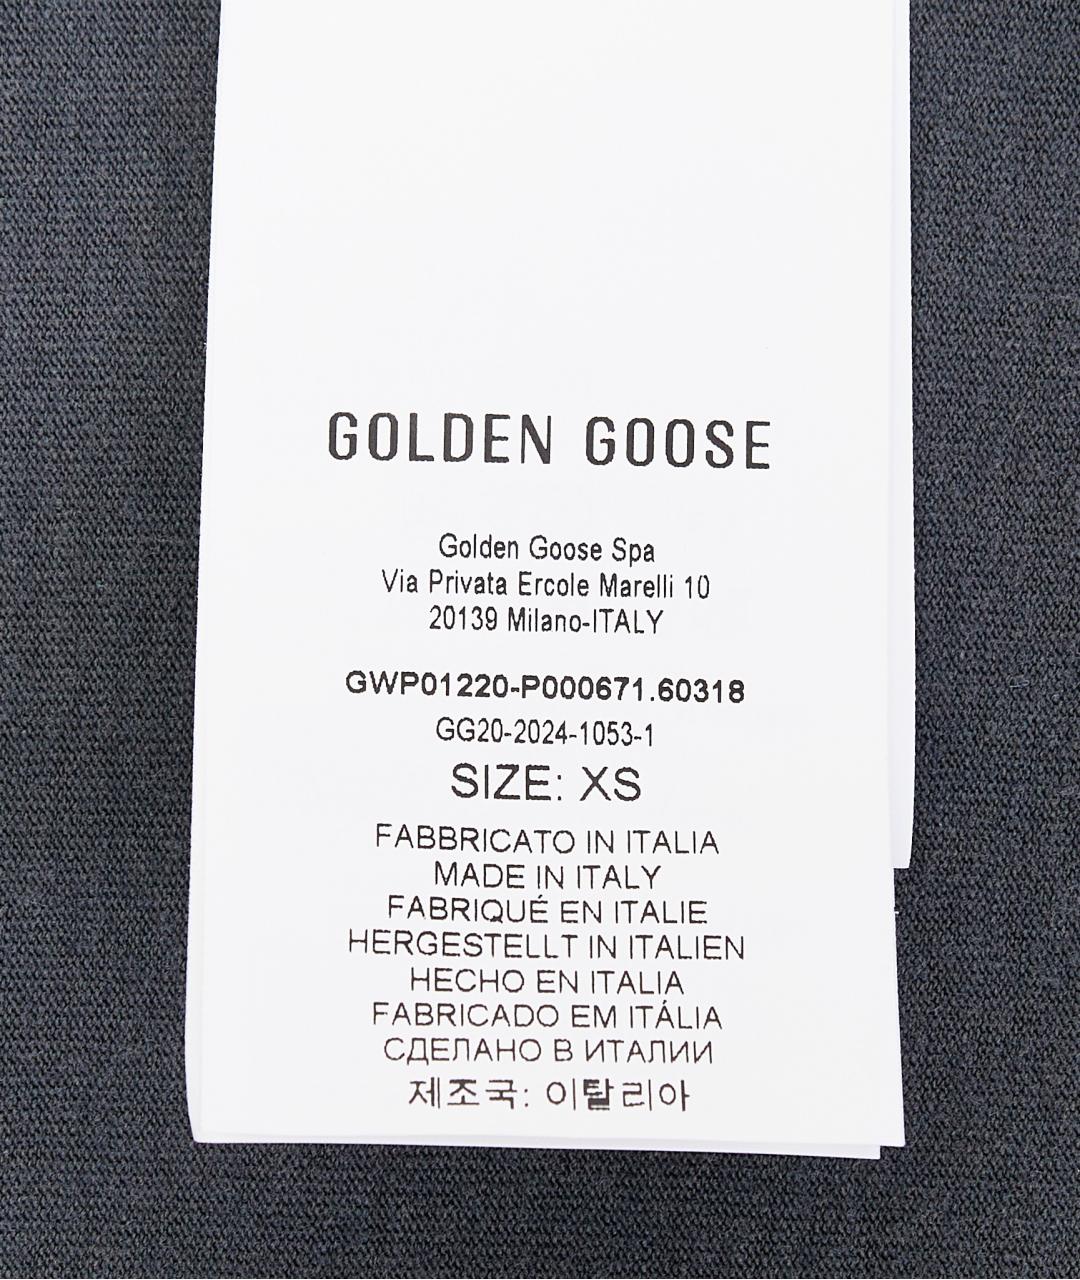 GOLDEN GOOSE
Golden Goose Spa
Via Privata Ercole Marelli 10
20139 Milano-ITALY
GWP01220-P000671.60318
GG20-2024-1053-1
SIZE: XS
FABBRICATO IN ITALIA
MADE IN ITALY
FABRIQUÉ EN ITALIE
HERGESTELLT IN ITALIEN
HECHO EN ITALIA
FABRICADO EM ITÁLIA
СДЕЛАНО В ИТАЛИИ
제조국: 이탈리아